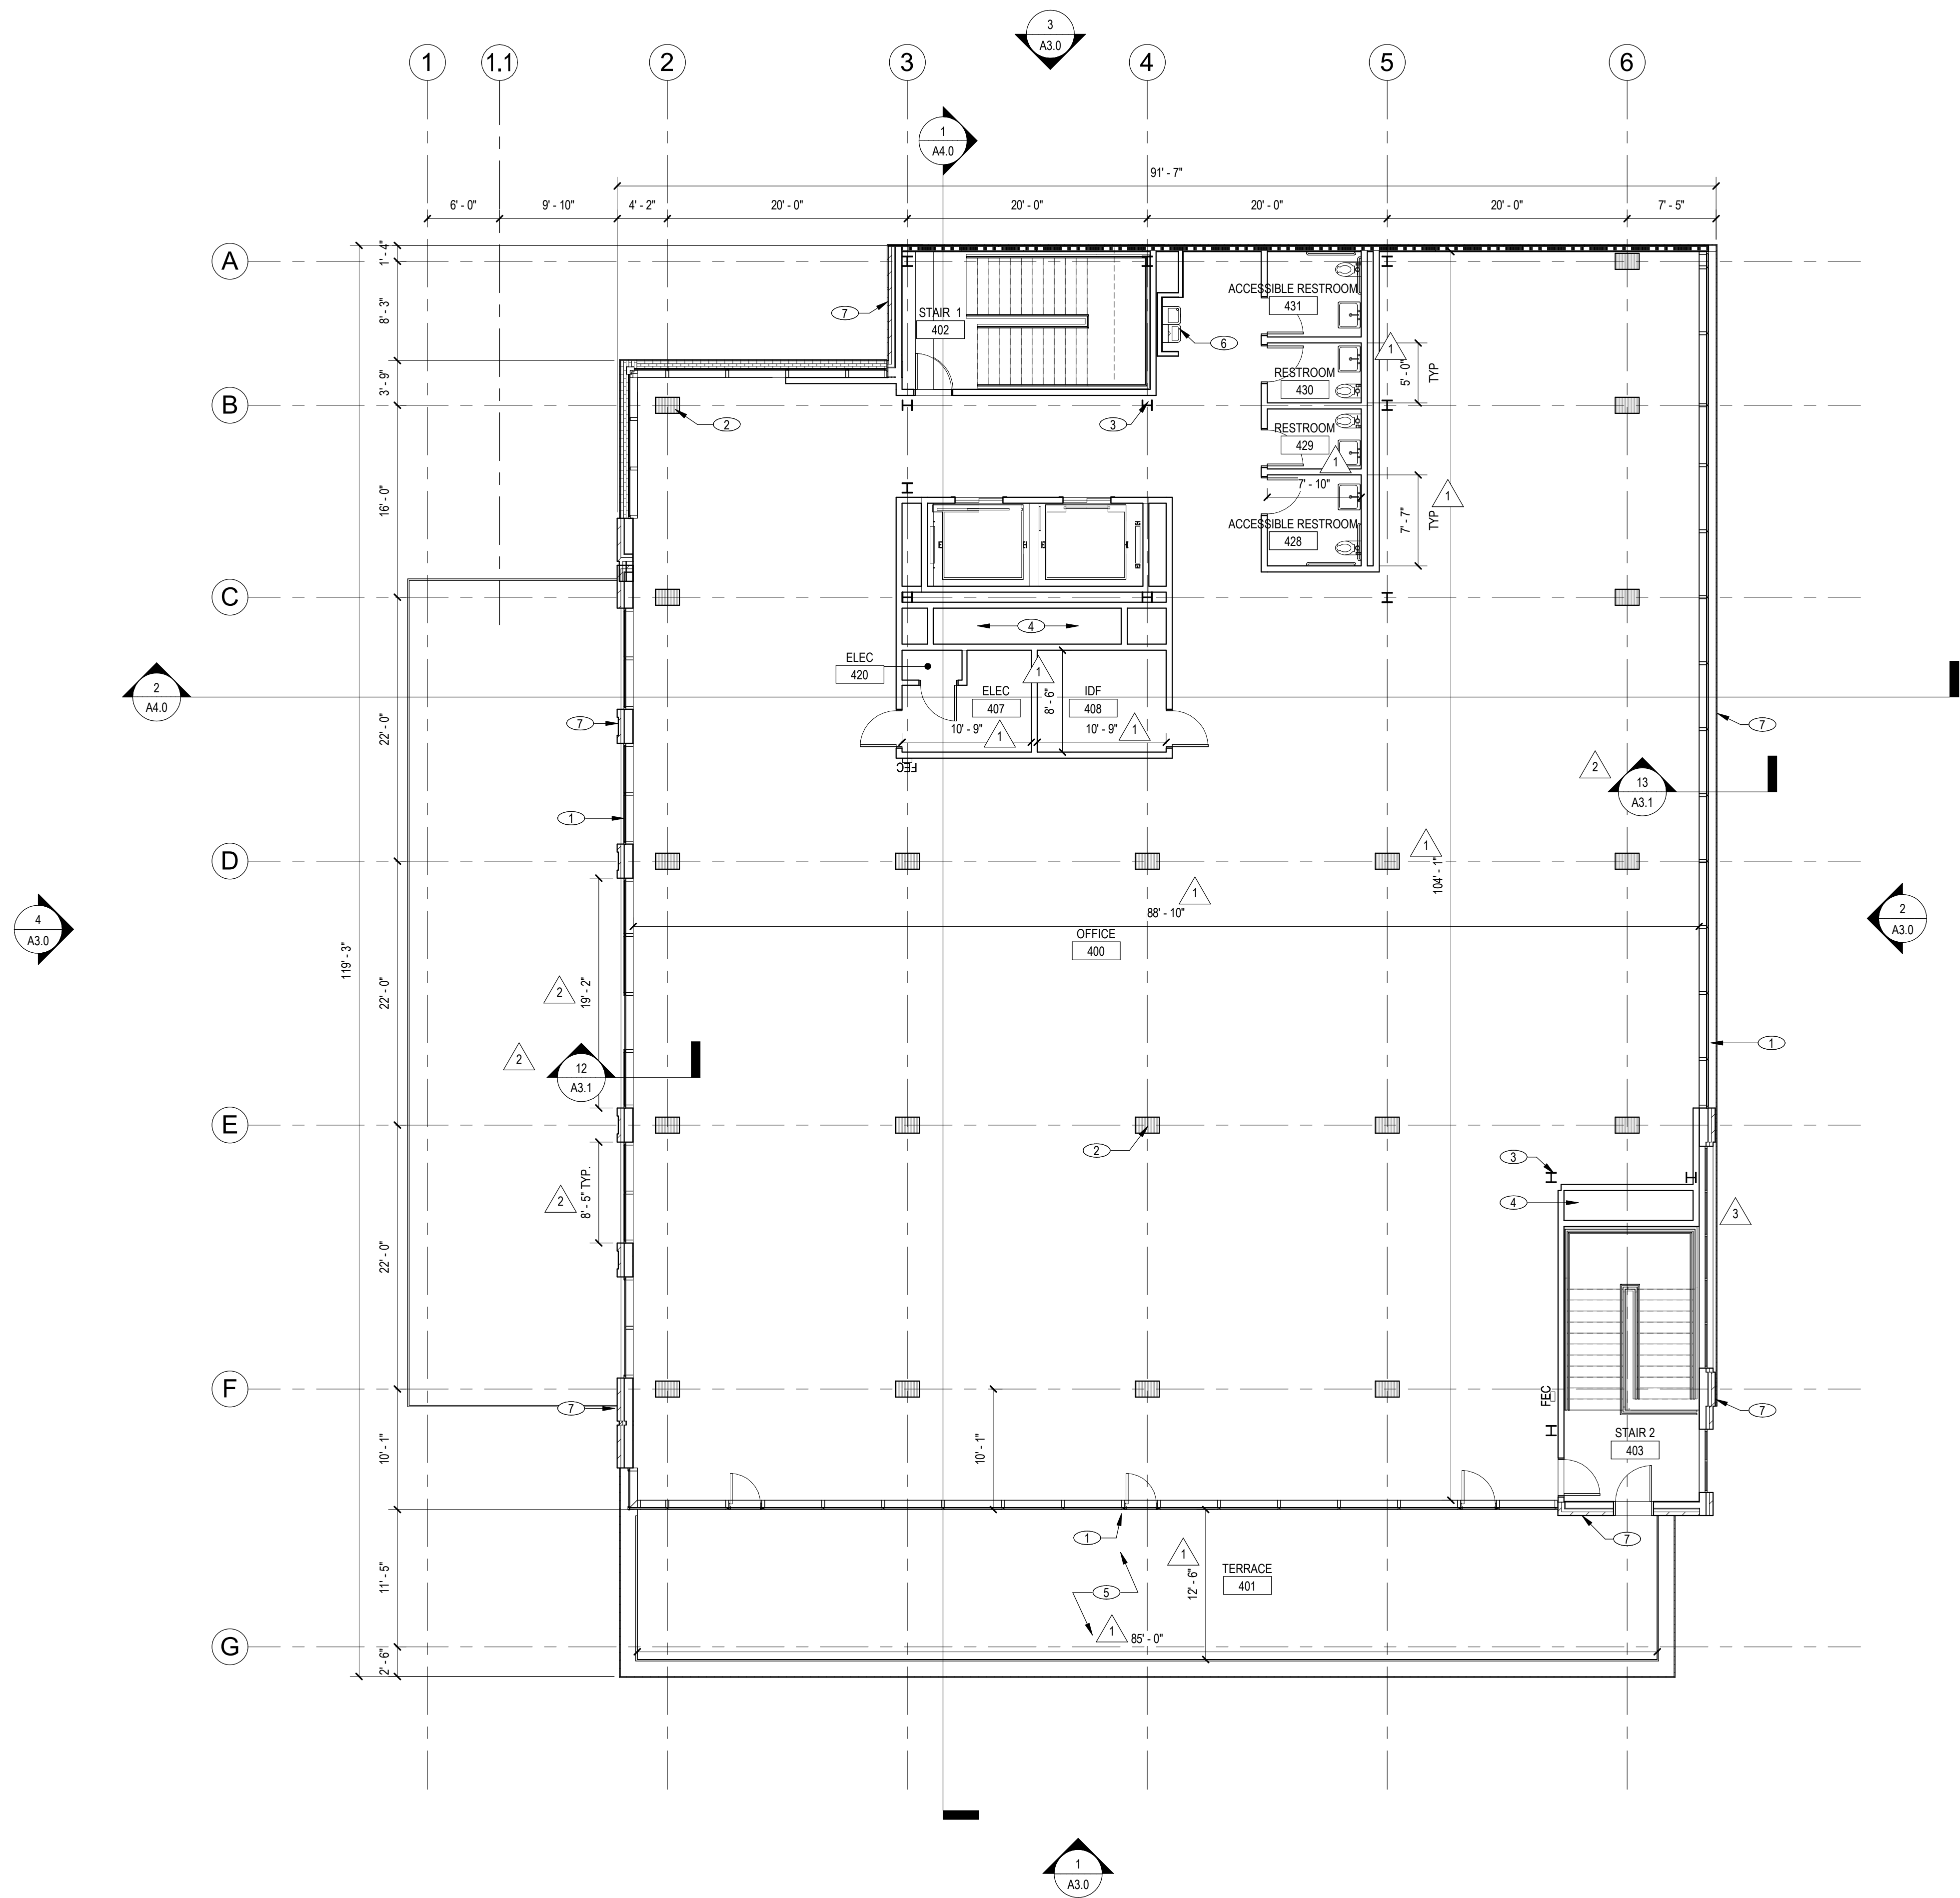 3
A3.0
1
1.1
2
3
4
5
6
1
A4.0
91' - 7"
6' - 0"
9' - 10"
4' - 2"
20' - 0"
20' - 0"
20' - 0"
20' - 0"
7' - 5"
A
1' - 4"
8' - 3"
7
STAIR 1
402
6
ACCESSIBLE RESTROOM
431
1
5' - 0"
TYP
RESTROOM
430
3' - 9"
B
2
3
RESTROOM
429
1
7' - 10"
1
16' - 0"
ACCESSIBLE RESTROOM
428
7' - 7"
TYP
C
4
ELEC
420
1
2
A4.0
ELEC
407
8' - 6"
IDF
408
10' - 9"
1
10' - 9"
1
22' - 0"
7
7
FEC
2
13
A3.1
1
D
1
104' - 1"
1
88' - 10"
4
A3.0
2
A3.0
OFFICE
400
119' - 3"
22' - 0"
2
19' - 2"
2
12
A3.1
1
E
2
3
4
3
2
8' - 5" TYP.
22' - 0"
F
7
FEC
7
10' - 1"
10' - 1"
STAIR 2
403
1
7
1
12' - 6"
TERRACE
401
11' - 5"
5
1
85' - 0"
G
2' - 6"
1
A3.0